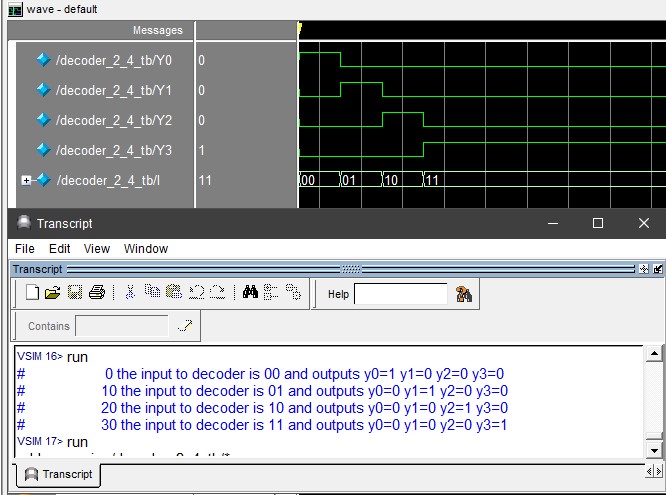 wave - default
Messages
/decoder_2_4_tb/Y0 0
/decoder_2_4_tb/Y1 0
/decoder_2_4_tb/Y2 0
/decoder_2_4_tb/Y3 1
/decoder_2_4_tb/I 11 00 01 10 11
Transcript
File Edit View Window
Transcript
Help
Contains
VSIM 16> run
# 0 the input to decoder is 00 and outputs y0=1 y1=0 y2=0 y3=0
# 10 the input to decoder is 01 and outputs y0=0 y1=1 y2=0 y3=0
# 20 the input to decoder is 10 and outputs y0=0 y1=0 y2=1 y3=0
# 30 the input to decoder is 11 and outputs y0=0 y1=0 y2=0 y3=1
VSIM 17> run
Transcript